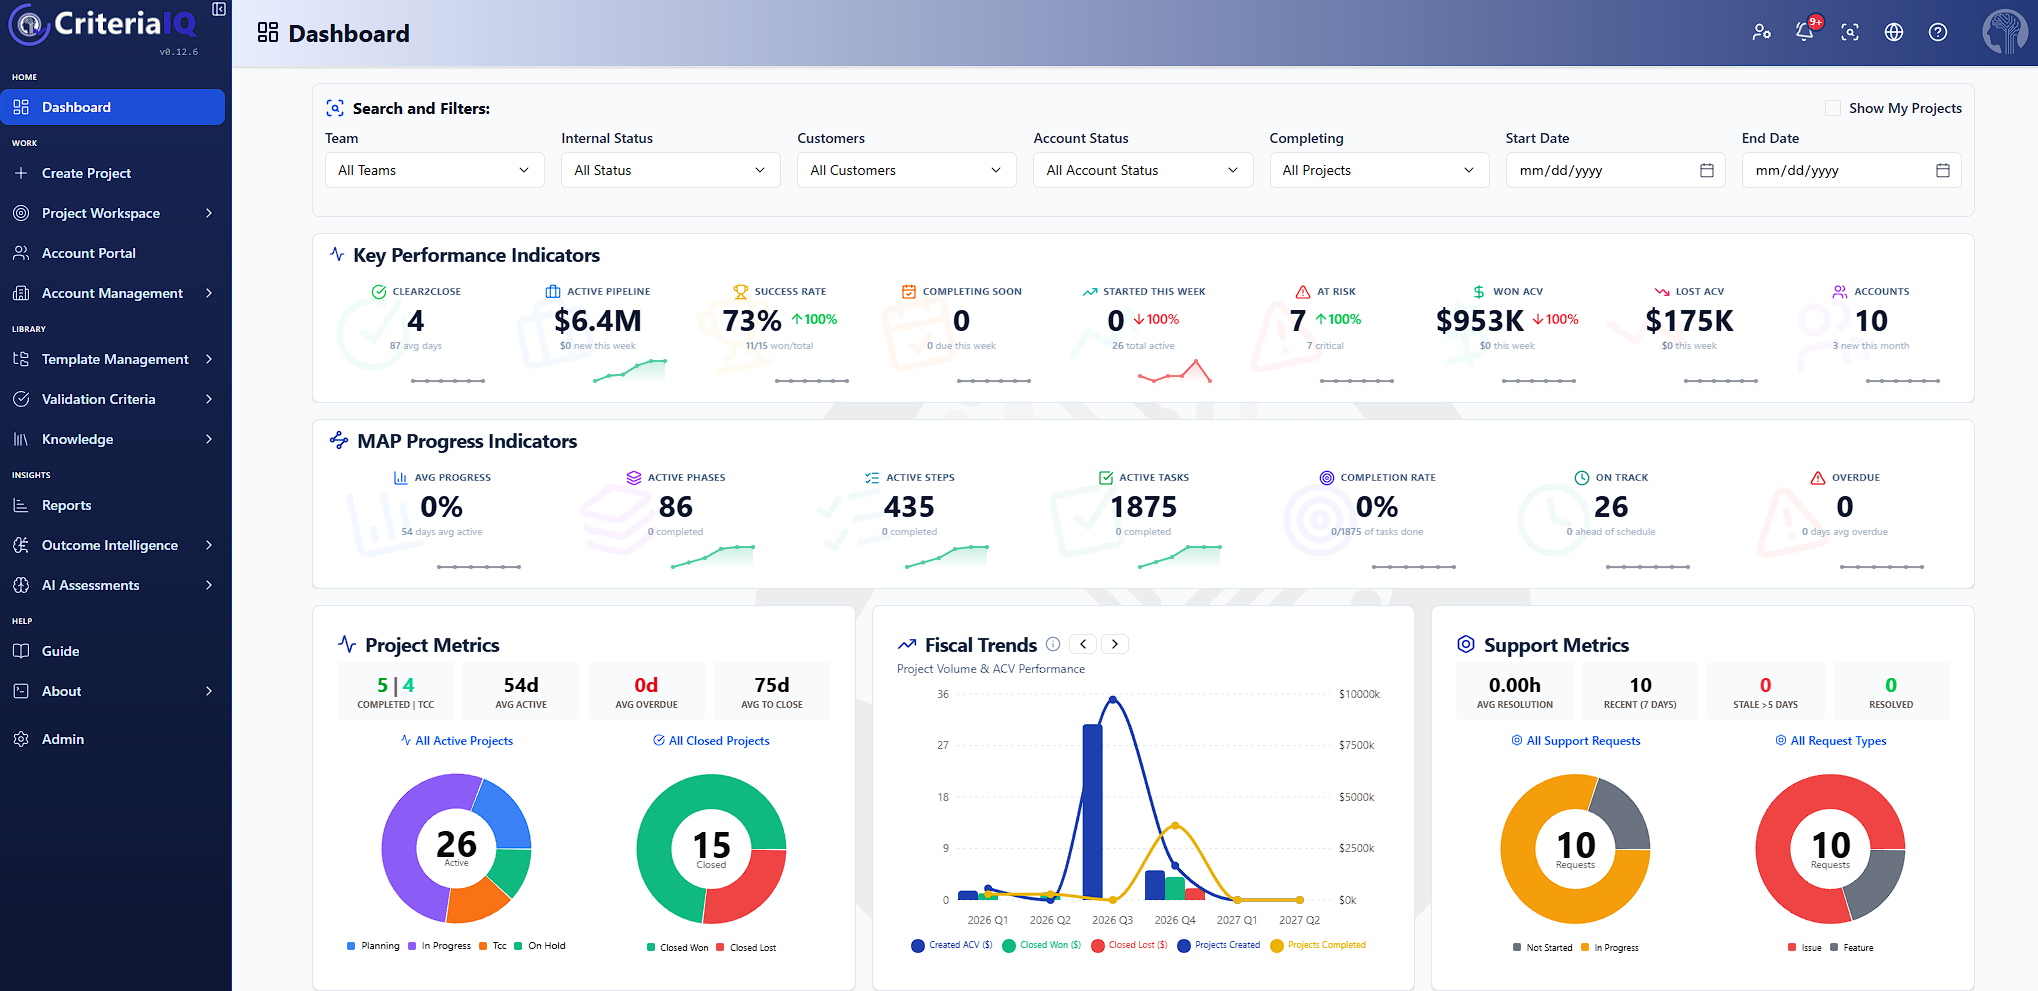 CriteriaIQ
v0.12.6
HOME
Dashboard
WORK
Create Project
Project Workspace
Account Portal
Account Management
LIBRARY
Template Management
Validation Criteria
Knowledge
INSIGHTS
Reports
Outcome Intelligence
AI Assessments
HELP
Guide
About
Admin
Dashboard
9+
Search and Filters:
Show My Projects
Team
Internal Status
Customers
Account Status
Completing
Start Date
End Date
All Teams
All Status
All Customers
All Account Status
All Projects
mm/dd/yyyy
mm/dd/yyyy
Key Performance Indicators
CLEAR2CLOSE
4
87 avg days
ACTIVE PIPELINE
$6.4M
$0 new this week
SUCCESS RATE
73% ↑100%
11/15 won/total
COMPLETING SOON
0
0 due this week
STARTED THIS WEEK
0 ↓100%
26 total active
AT RISK
7 ↑100%
7 critical
WON ACV
$953K ↓100%
$0 this week
LOST ACV
$175K
$0 this week
ACCOUNTS
10
3 new this month
MAP Progress Indicators
AVG PROGRESS
0%
54 days avg active
ACTIVE PHASES
86
0 completed
ACTIVE STEPS
435
0 completed
ACTIVE TASKS
1875
0 completed
COMPLETION RATE
0%
0/1875 of tasks done
ON TRACK
26
0 ahead of schedule
OVERDUE
0
0 days avg overdue
Project Metrics
5 | 4
COMPLETED | TCC
54d
AVG ACTIVE
0d
AVG OVERDUE
75d
AVG TO CLOSE
All Active Projects
All Closed Projects
26
Active
15
Closed
Planning In Progress Tcc On Hold
Closed Won Closed Lost
Fiscal Trends
Project Volume & ACV Performance
36 $10000k
27 $7500k
18 $5000k
9 $2500k
0 $0k
2026 Q1 2026 Q2 2026 Q3 2026 Q4 2027 Q1 2027 Q2
Created ACV ($) Closed Won ($) Closed Lost ($) Projects Created Projects Completed
Support Metrics
0.00h
AVG RESOLUTION
10
RECENT (7 DAYS)
0
STALE >5 DAYS
0
RESOLVED
All Support Requests
All Request Types
10
Requests
10
Requests
Not Started In Progress
Issue Feature